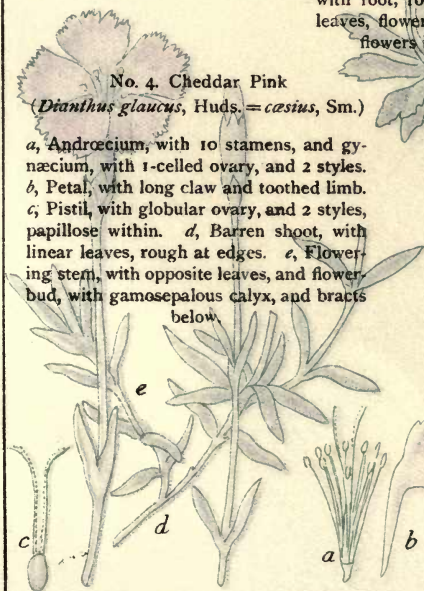 with root, ro
leaves, flower
flowers
No. 4. Cheddar Pink
(Dianthus glaucus, Huds. = cæsius, Sm.)
a, Andrœcium, with 10 stamens, and gy-
næcium, with 1-celled ovary, and 2 styles.
b, Petal, with long claw and toothed limb.
c, Pistil, with globular ovary, and 2 styles,
papillose within. d, Barren shoot, with
linear leaves, rough at edges. e, Flower-
ing stem, with opposite leaves, and flower-
bud, with gamosepalous calyx, and bracts
below.
e
d
c
a
b